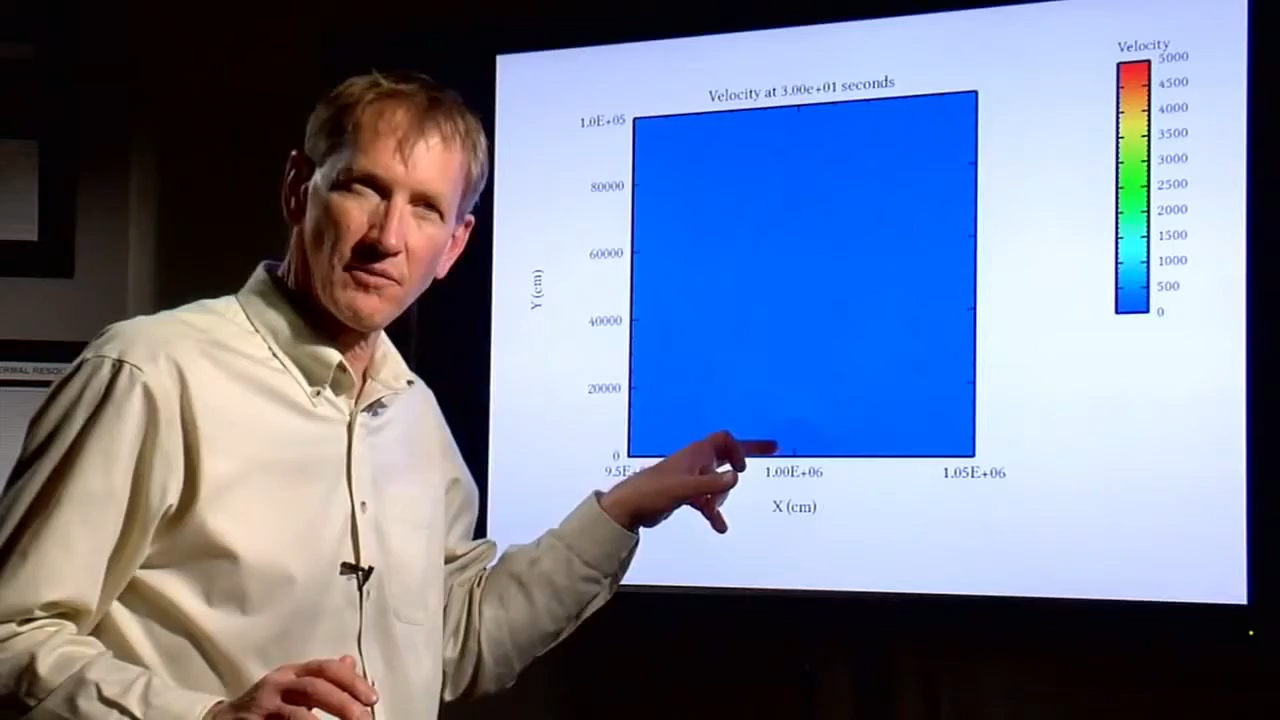 Velocity
Velocity at 3.00e+01 seconds
5000
4500
4000
3500
3000
2500
2000
1500
1000
500
0
1.0E+05
80000
60000
40000
20000
0
Y (cm)
1.00E+06
1.05E+06
X (cm)